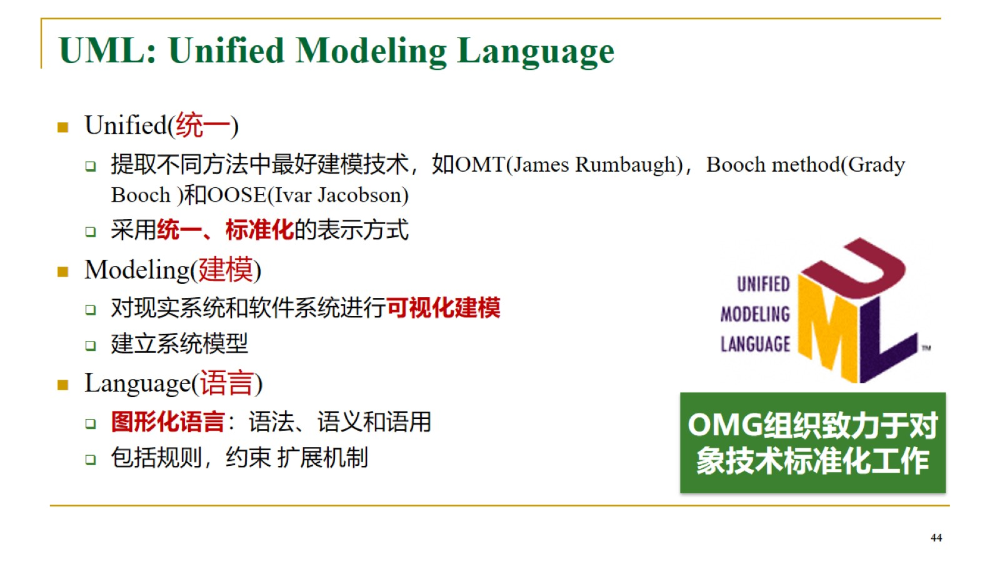 UML: Unified Modeling Language
Unified(统一)
提取不同方法中最好建模技术，如OMT(James Rumbaugh)，Booch method(Grady
Booch )和OOSE(Ivar Jacobson)
采用统一、标准化的表示方式
Modeling(建模)
对现实系统和软件系统进行可视化建模
建立系统模型
Language(语言)
图形化语言：语法、语义和语用
包括规则，约束 扩展机制
UNIFIED
MODELING
LANGUAGE
UML
™
OMG组织致力于对
象技术标准化工作
44